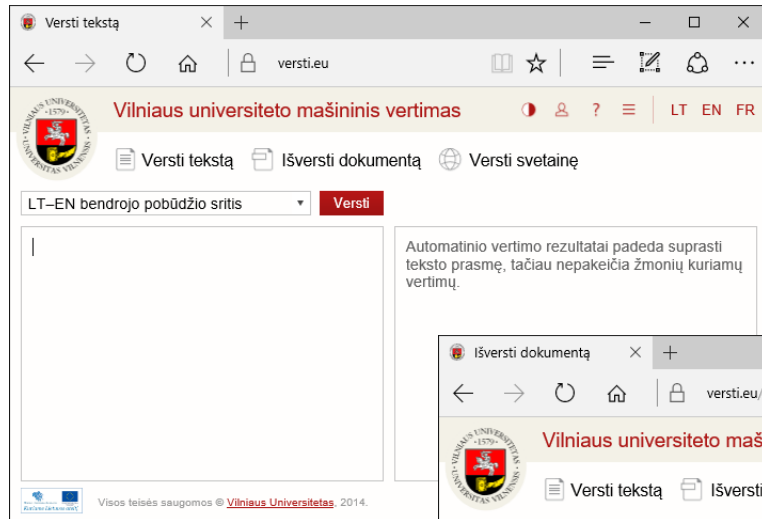 Versti tekstą
versti.eu
Vilniaus universiteto mašininis vertimas
? LT EN FR
Versti tekstą Išversti dokumentą Versti svetainę
LT–EN bendrojo pobūdžio sritis Versti
Automatinio vertimo rezultatai padeda suprasti
teksto prasmę, tačiau nepakeičia žmonių kuriamų
vertimų.
Išversti dokumentą
versti.eu/
Vilniaus universiteto maš
Versti tekstą Išversti
Visos teisės saugomos © Vilniaus Universitetas, 2014.